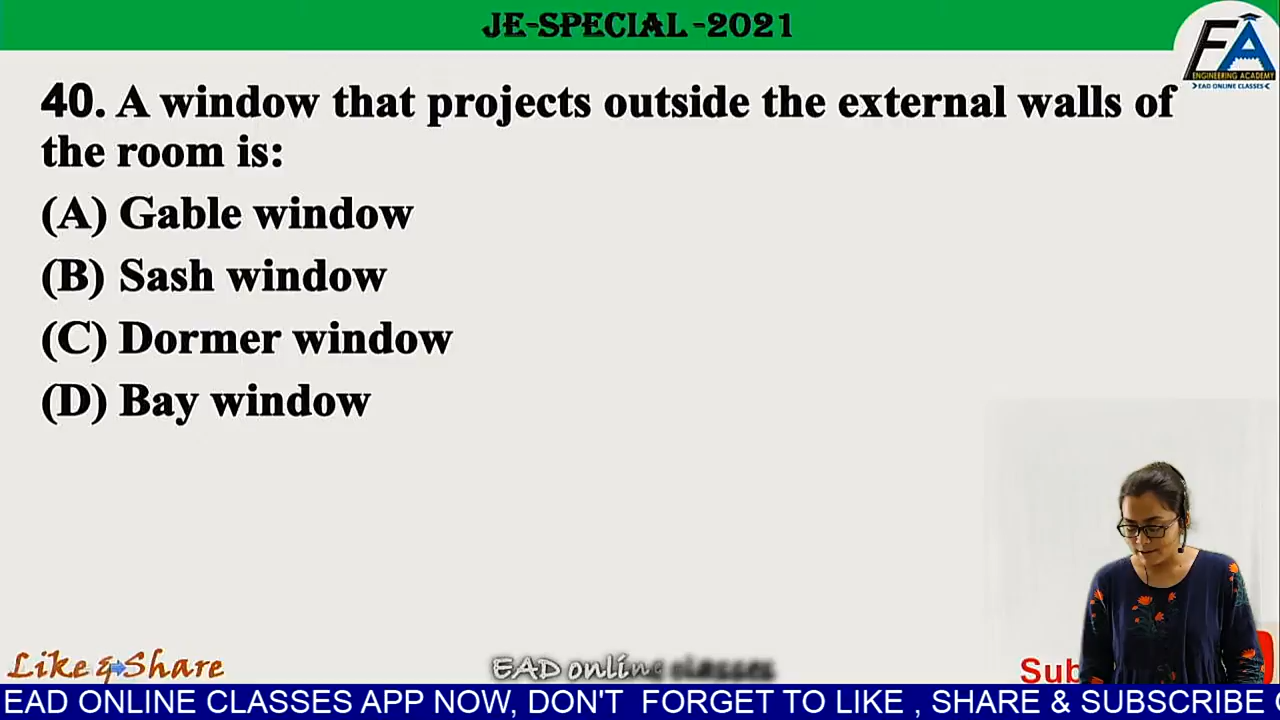 JE-SPECIAL -2021
EA
ENGINEERING ACADEMY
EAD ONLINE CLASSES
40. A window that projects outside the external walls of
the room is:
(A) Gable window
(B) Sash window
(C) Dormer window
(D) Bay window
Like & Share
EAD online classes
Sub
EAD ONLINE CLASSES APP NOW, DON'T FORGET TO LIKE , SHARE & SUBSCRIBE